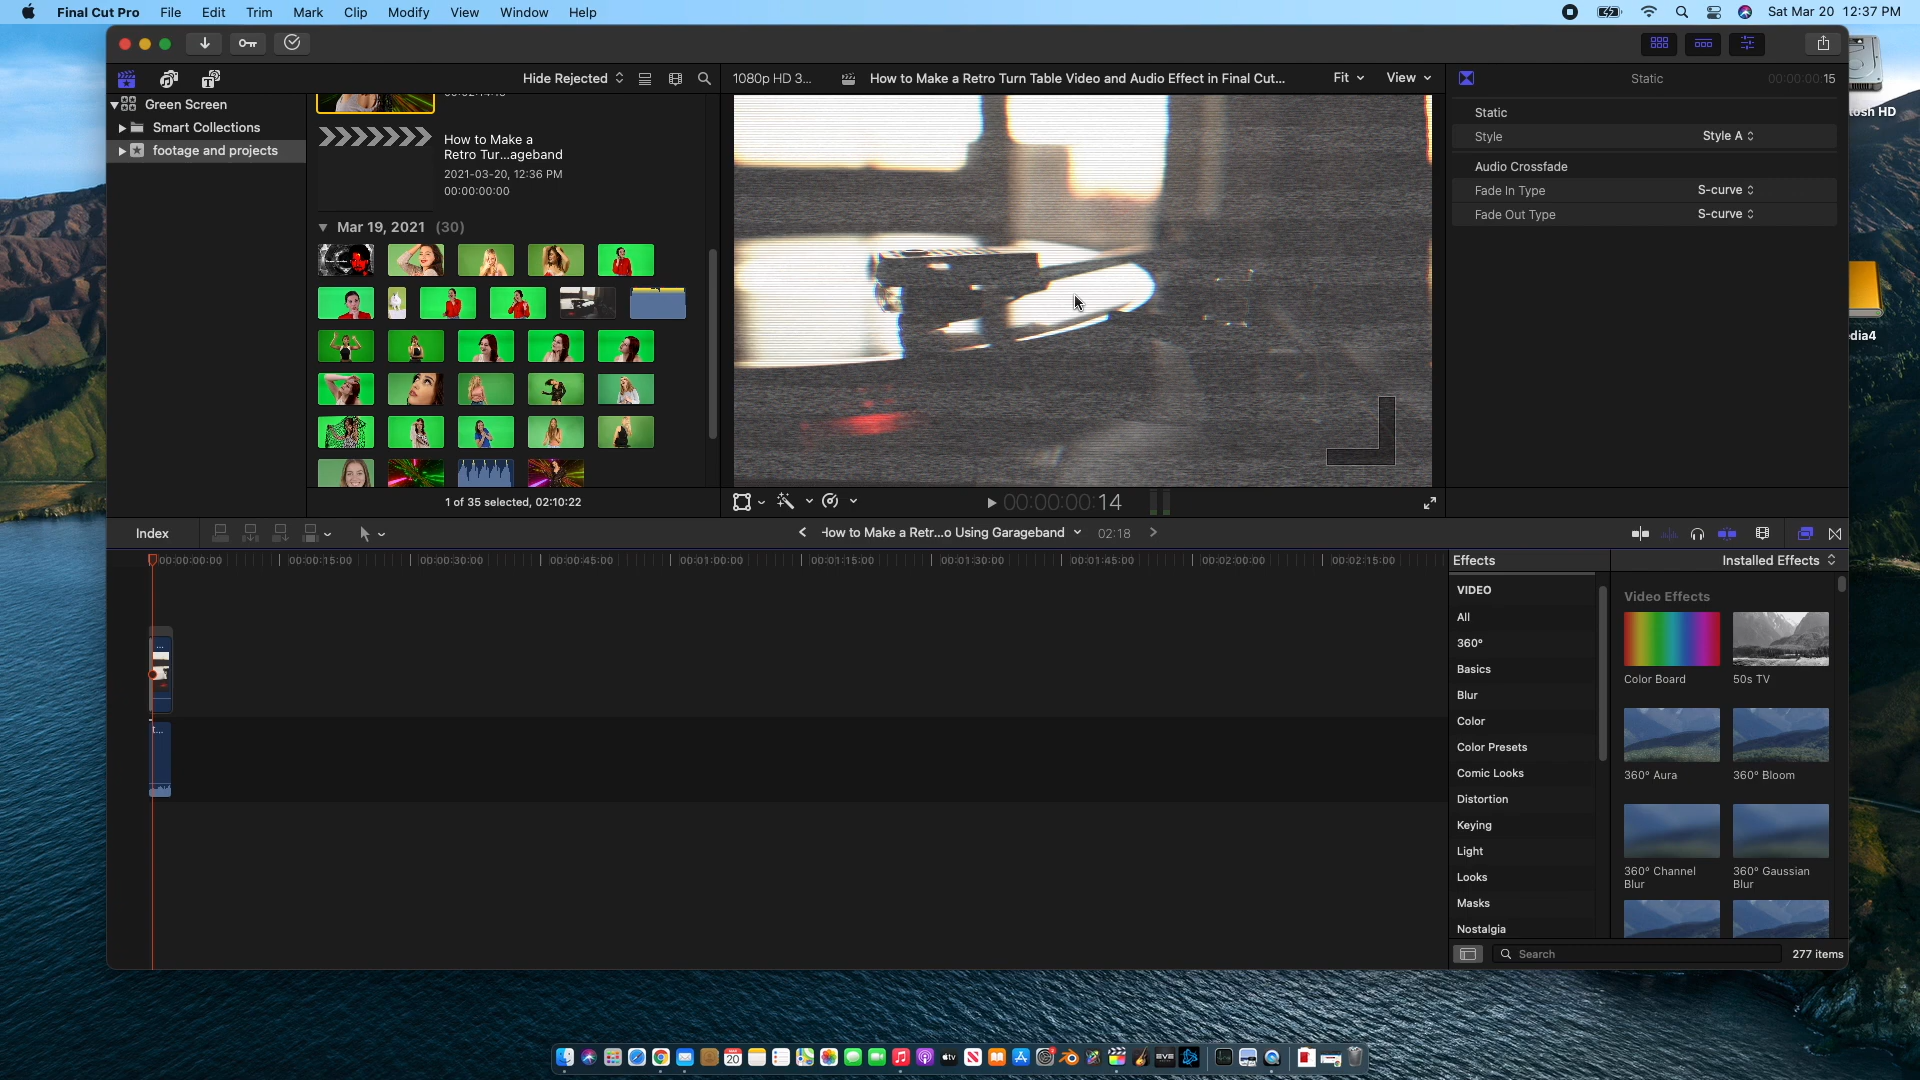 Final Cut Pro File Edit Trim Mark Clip Modify View Window Help Sat Mar 20 12:37 PM
Hide Rejected 1080p HD 3... How to Make a Retro Turn Table Video and Audio Effect in Final Cut... Fit View Static 00:00:00:15
Green Screen
Smart Collections
footage and projects
How to Make a
Retro Tur...ageband
2021-03-20, 12:36 PM
00:00:00:00
Mar 19, 2021 (30)
1 of 35 selected, 02:10:22
00:00:00:14
Static
Style Style A
Audio Crossfade
Fade In Type S-curve
Fade Out Type S-curve
osh HD
dia4
Index
How to Make a Retr...o Using Garageband 02:18
00:00:00:00 00:00:15:00 00:00:30:00 00:00:45:00 00:01:00:00 00:01:15:00 00:01:30:00 00:01:45:00 00:02:00:00 00:02:15:00
t...
Effects Installed Effects
VIDEO
All
360°
Basics
Blur
Color
Color Presets
Comic Looks
Distortion
Keying
Light
Looks
Masks
Nostalgia
Video Effects
Color Board 50s TV
360° Aura 360° Bloom
360° Channel
Blur
360° Gaussian
Blur
Search 277 items